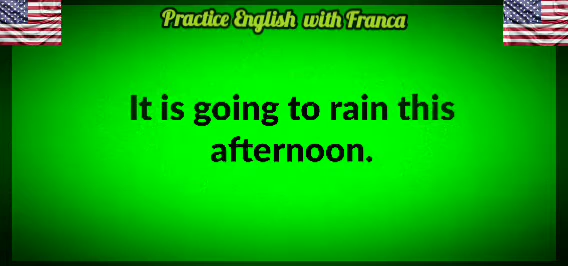 Practice English with Franca
It is going to rain this
afternoon.